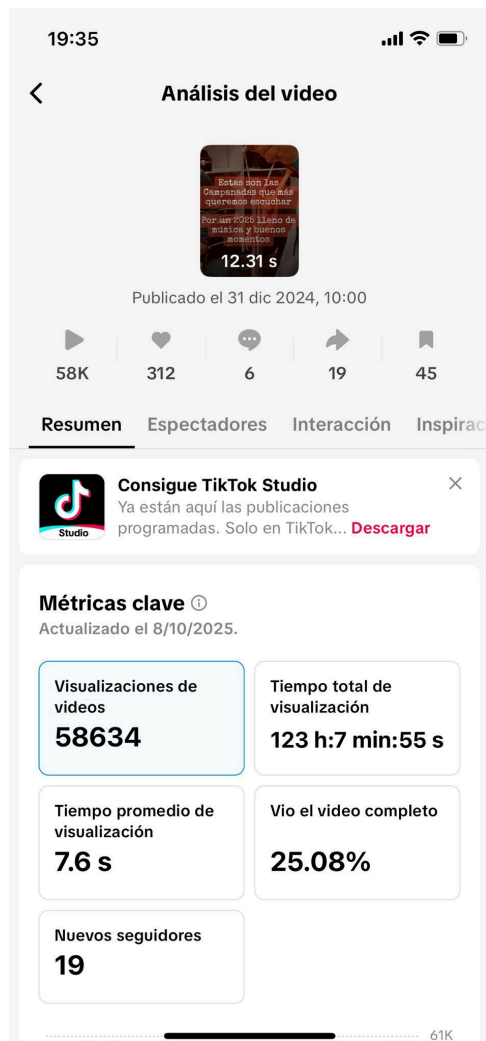 19:35
Análisis del video
Estas son las
Campanadas que más
queremos escuchar
Por un 2025 lleno de
música y buenos
momentos
12.31 s
Publicado el 31 dic 2024, 10:00
58K 312 6 19 45
Resumen Espectadores Interacción Inspirac
Consigue TikTok Studio
Ya están aquí las publicaciones
programadas. Solo en TikTok... Descargar
Studio
Métricas clave
Actualizado el 8/10/2025.
Visualizaciones de
videos
58634
Tiempo total de
visualización
123 h:7 min:55 s
Tiempo promedio de
visualización
7.6 s
Vio el video completo
25.08%
Nuevos seguidores
19
61K